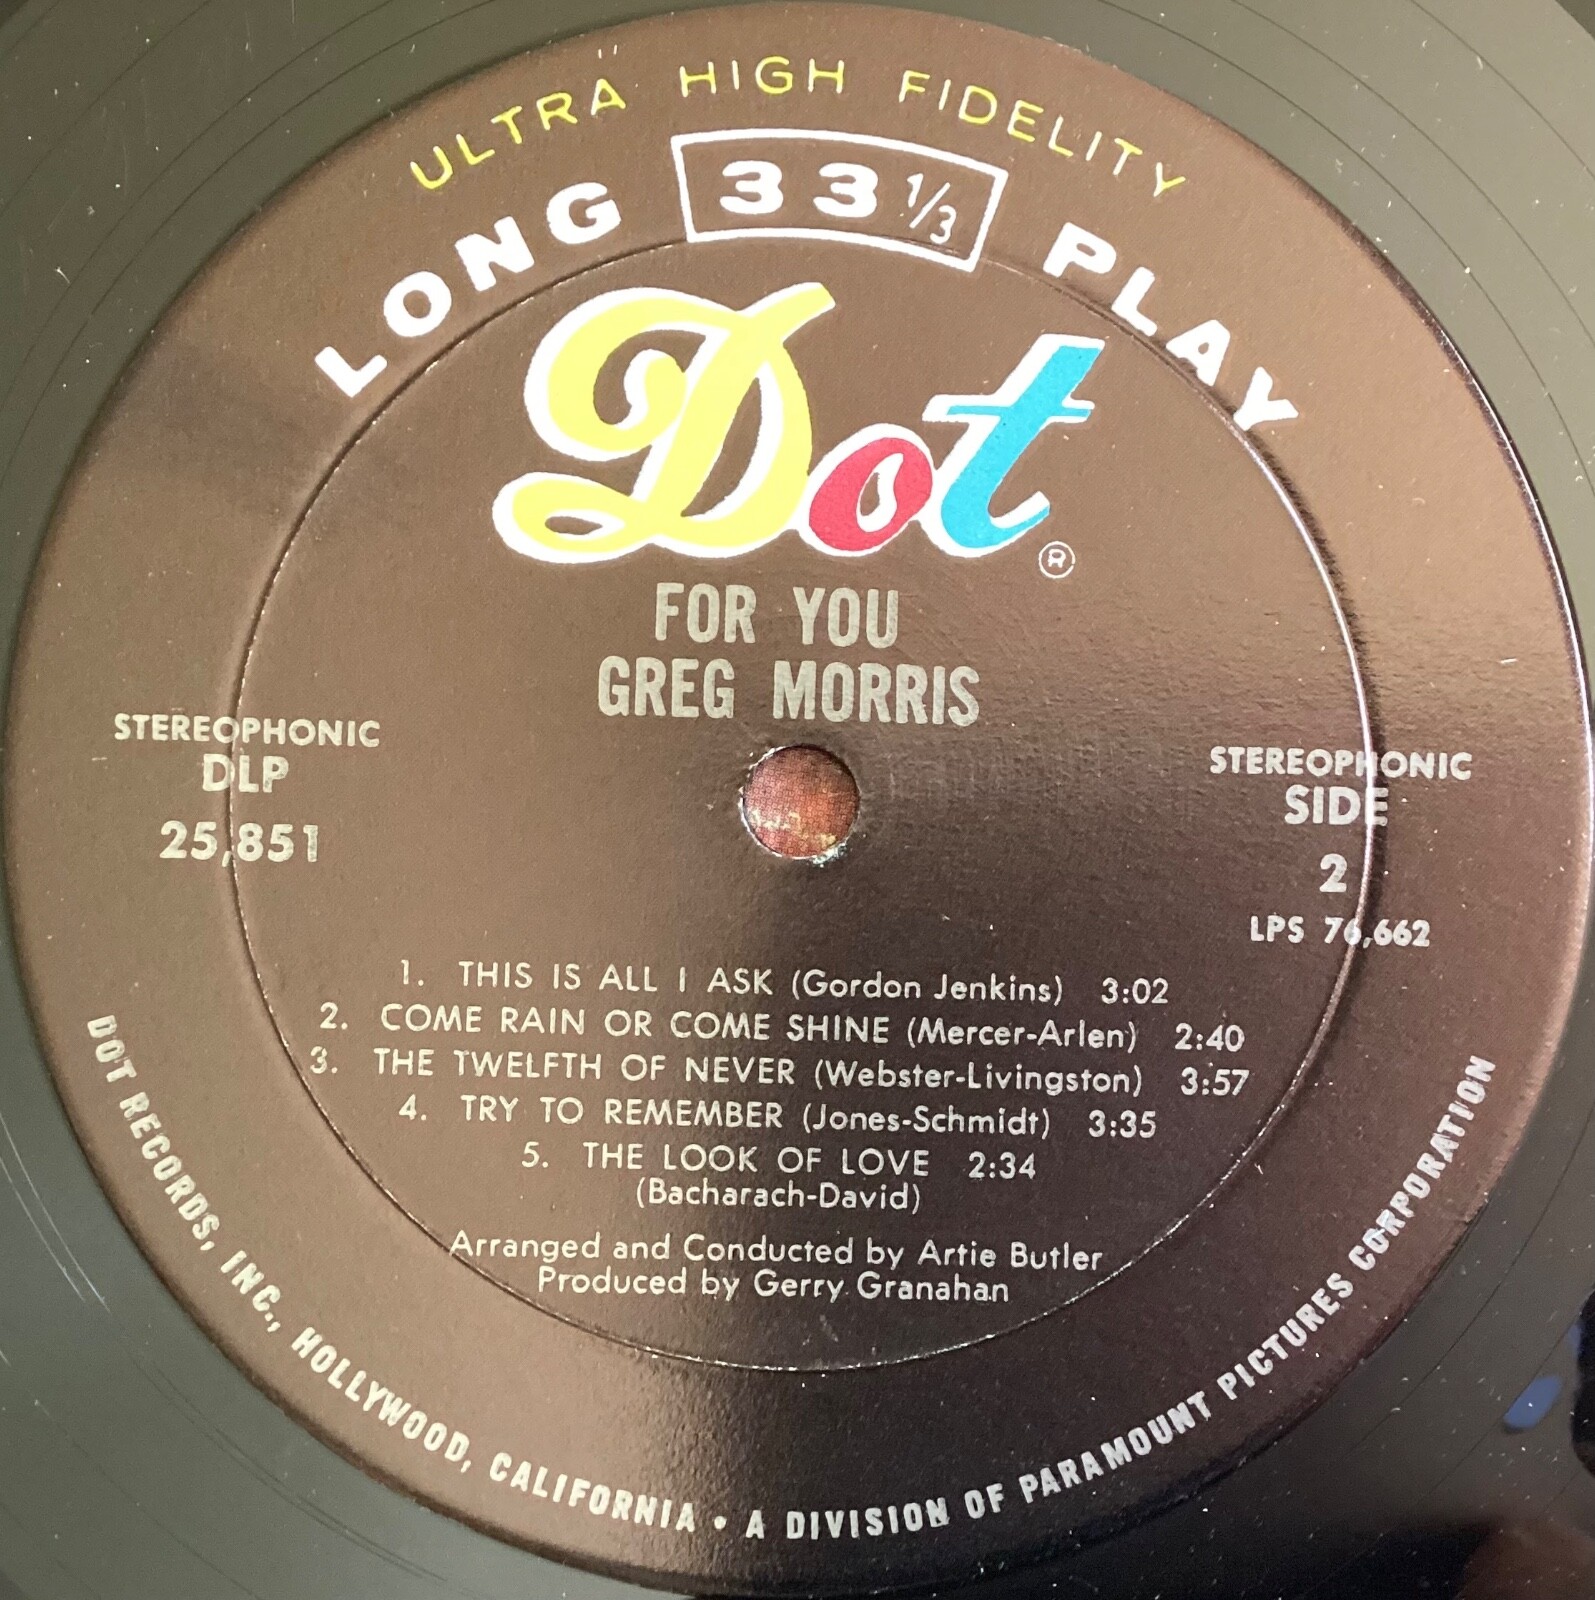 ULTRA HIGH FIDELITY
LONG 33 1/3 PLAY
Dot®
FOR YOU
GREG MORRIS
STEREOPHONIC
DLP
25,851
STEREOPHONIC
SIDE
2
LPS 76,662
1. THIS IS ALL I ASK (Gordon Jenkins) 3:02
2. COME RAIN OR COME SHINE (Mercer-Arlen) 2:40
3. THE TWELFTH OF NEVER (Webster-Livingston) 3:57
4. TRY TO REMEMBER (Jones-Schmidt) 3:35
5. THE LOOK OF LOVE 2:34
(Bacharach-David)
Arranged and Conducted by Artie Butler
Produced by Gerry Granahan
DOT RECORDS, INC., HOLLYWOOD, CALIFORNIA • A DIVISION OF PARAMOUNT PICTURES CORPORATION